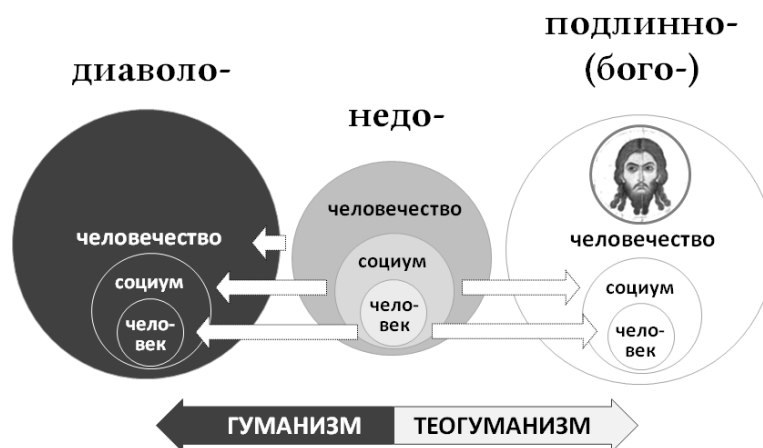 диаволо-
недо-
подлинно-
(бого-)
человечество
социум
чело-
век
человечество
социум
чело-
век
человечество
социум
чело-
век
ГУМАНИЗМ
ТЕОГУМАНИЗМ